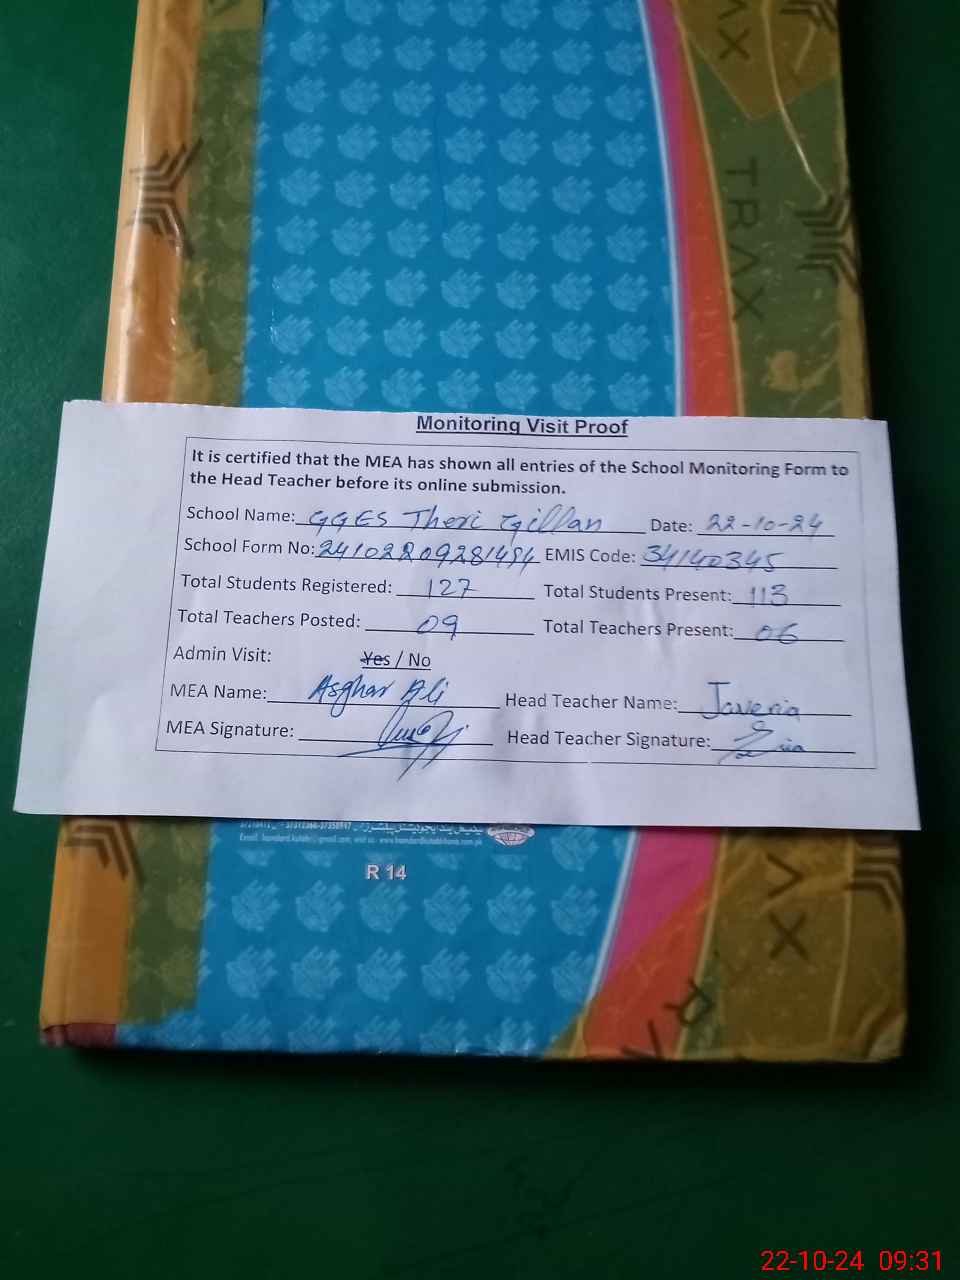 TRAX
Monitoring Visit Proof
It is certified that the MEA has shown all entries of the School Monitoring Form to
the Head Teacher before its online submission.
School Name: GGES Theri Gillan Date: 22-10-24
School Form No: 24102209281494 EMIS Code: 34140345
Total Students Registered: 127 Total Students Present: 113
Total Teachers Posted: 09 Total Teachers Present: 06
Admin Visit: Yes / No
MEA Name: Asghar Ali Head Teacher Name: Javeria
MEA Signature: Head Teacher Signature:
R 14
22-10-24 09:31